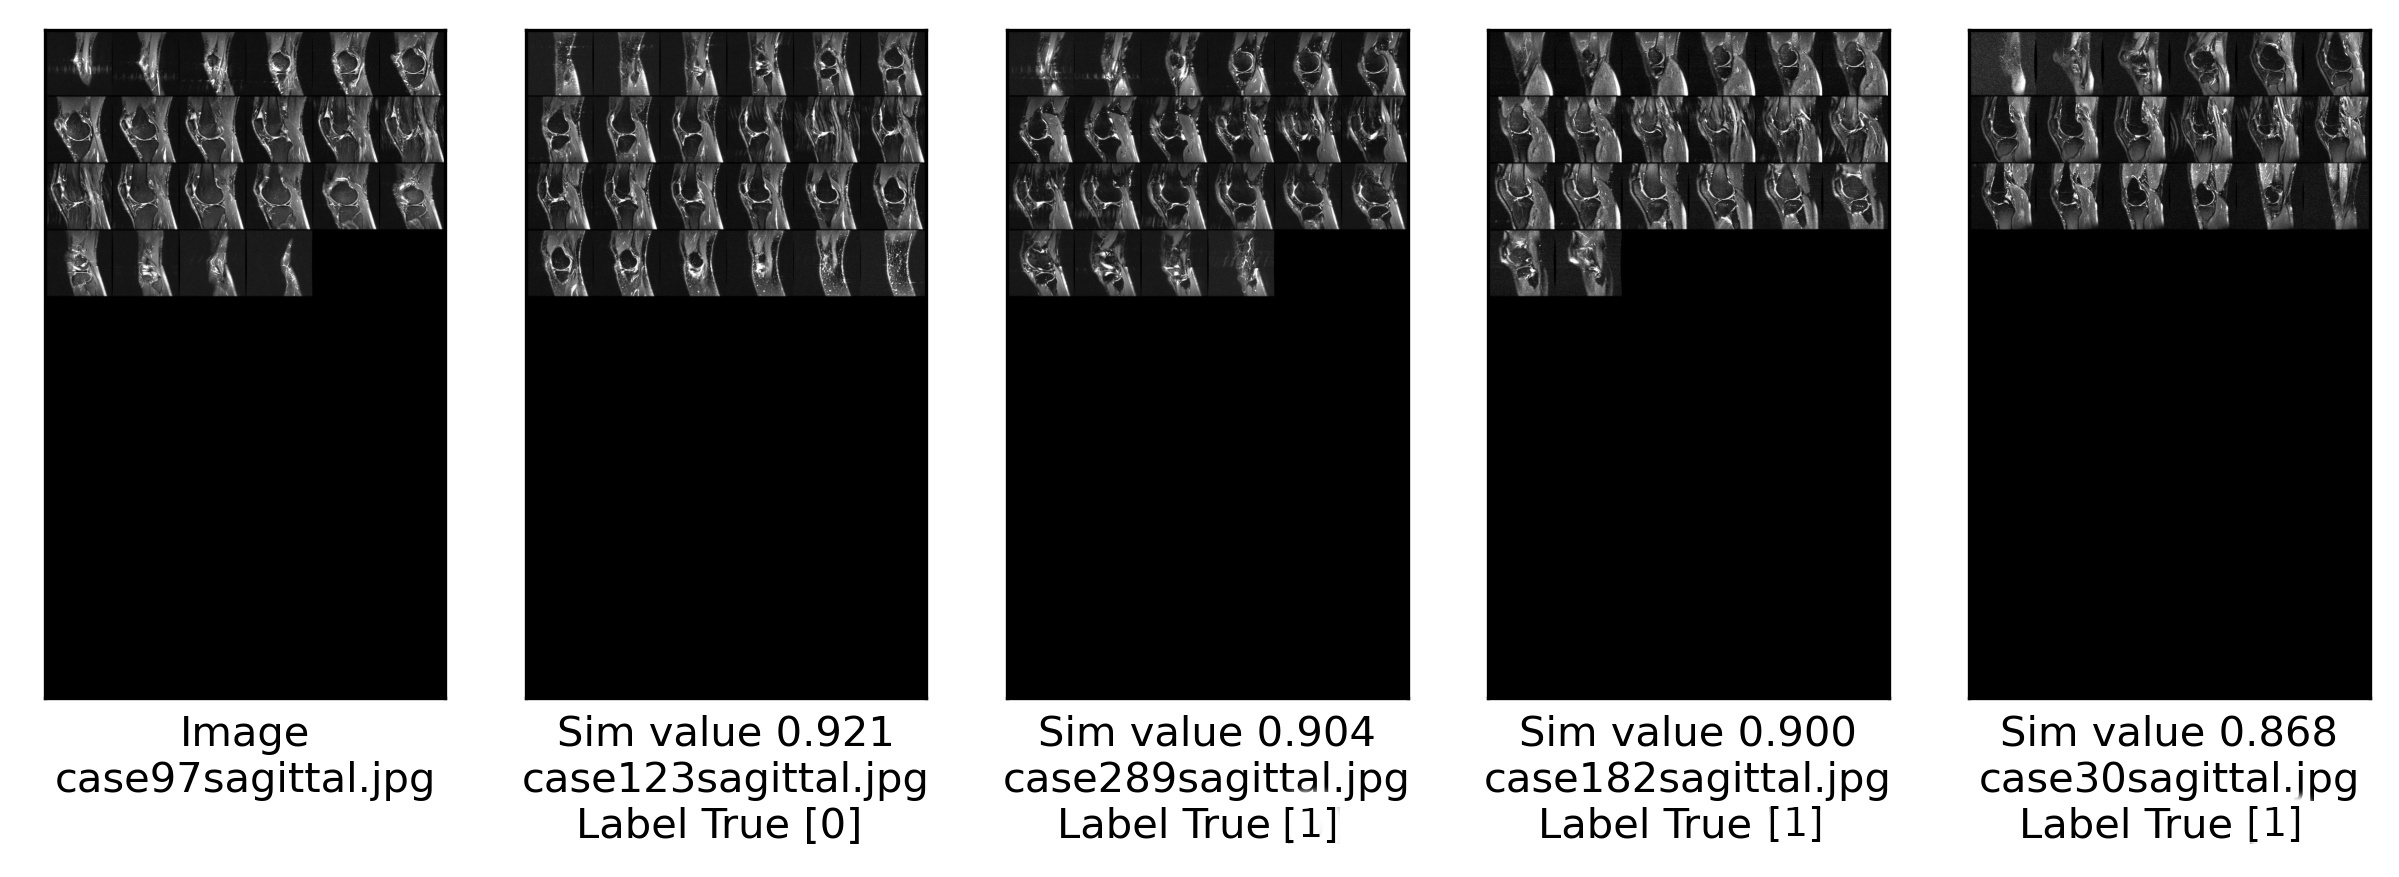 Image
case97sagittal.jpg
Sim value 0.921
case123sagittal.jpg
Label True [0]
Sim value 0.904
case289sagittal.jpg
Label True [1]
Sim value 0.900
case182sagittal.jpg
Label True [1]
Sim value 0.868
case30sagittal.jpg
Label True [1]